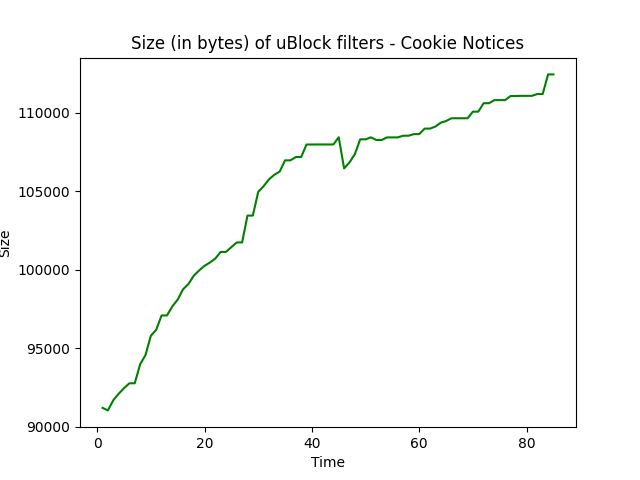 Size (in bytes) of uBlock filters - Cookie Notices
110000
105000
100000
95000
90000
Size
0 20 40 60 80
Time